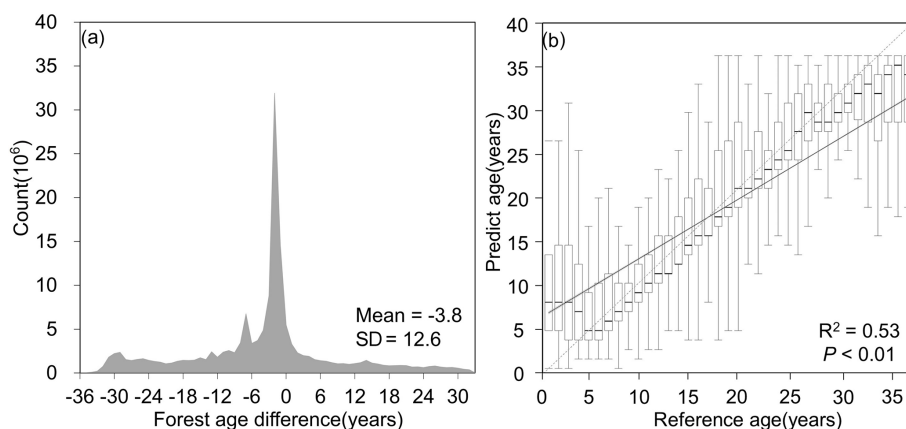 (a)
Count(10⁶)
40
35
30
25
20
15
10
5
0
Mean = -3.8
SD = 12.6
-36 -30 -24 -18 -12 -6 0 6 12 18 24 30
Forest age difference(years)
(b)
Predict age(years)
40
35
30
25
20
15
10
5
0
R² = 0.53
P < 0.01
0 5 10 15 20 25 30 35
Reference age(years)